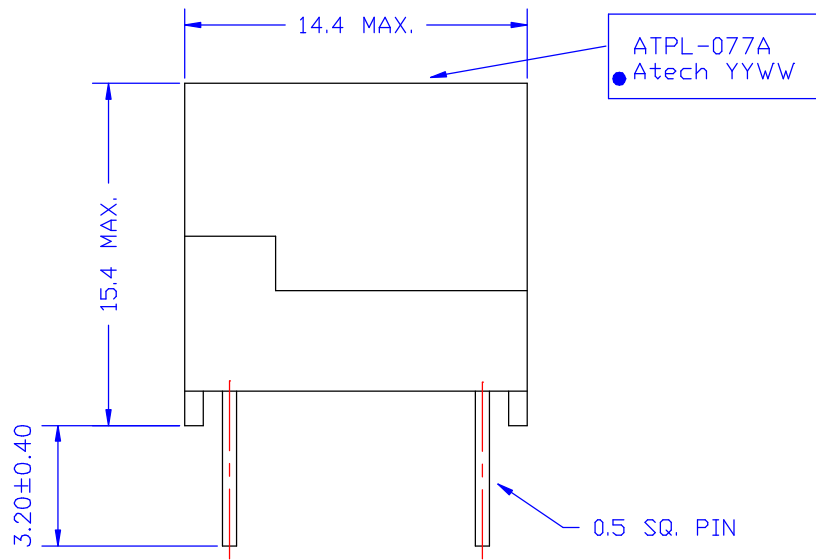 14.4 MAX.
ATPL-077A
Atech YYWW
15.4 MAX.
3.20±0.40
0.5 SQ. PIN